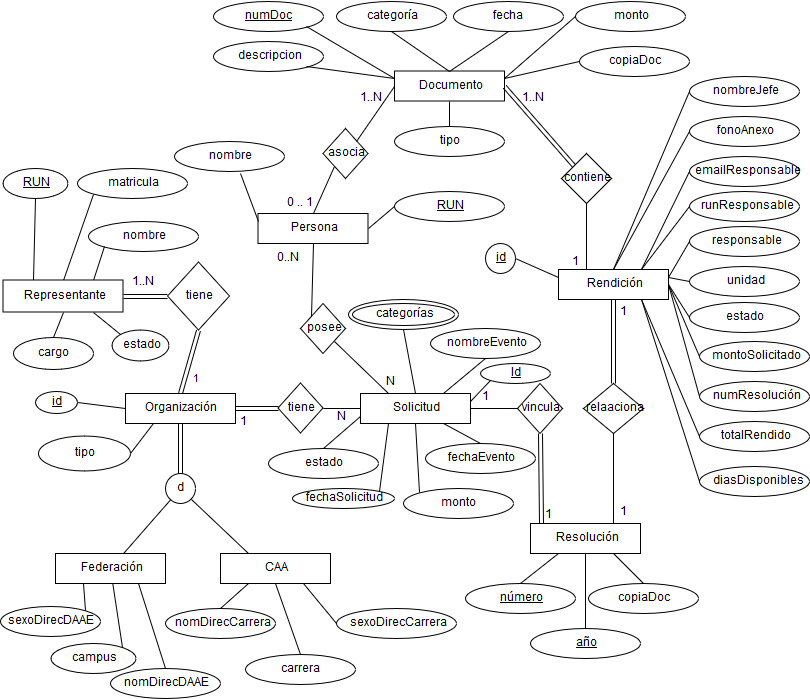 numDoc
categoría
fecha
monto
descripcion
copiaDoc
Documento
nombreJefe
1..N
1..N
fonoAnexo
tipo
asocia
nombre
emailResponsable
contiene
RUN
matricula
0 .. 1
RUN
runResponsable
Persona
nombre
responsable
0..N
1
id
Rendición
unidad
1..N
Representante
tiene
1
estado
categorías
posee
nombreEvento
estado
cargo
montoSolicitado
Id
1
N
1
numResolución
id
Organización
tiene
Solicitud
vincula
relaaciona
1
N
totalRendido
tipo
estado
fechaEvento
d
fechaSolicitud
monto
diasDisponibles
1
1
Resolución
Federación
CAA
número
copiaDoc
sexoDirecDAAE
nomDirecCarrera
sexoDirecCarrera
año
campus
carrera
nomDirecDAAE